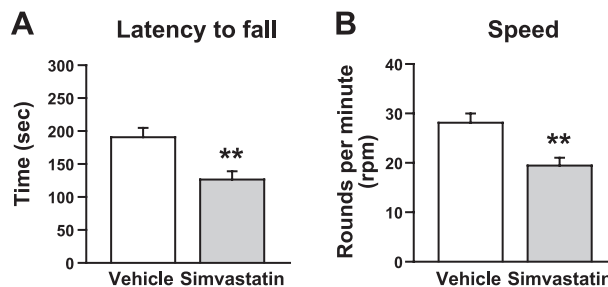 A Latency to fall
Time (sec)
300
250
200
150
100
50
0
**
Vehicle Simvastatin
B Speed
Rounds per minute
(rpm)
40
30
20
10
0
**
Vehicle Simvastatin